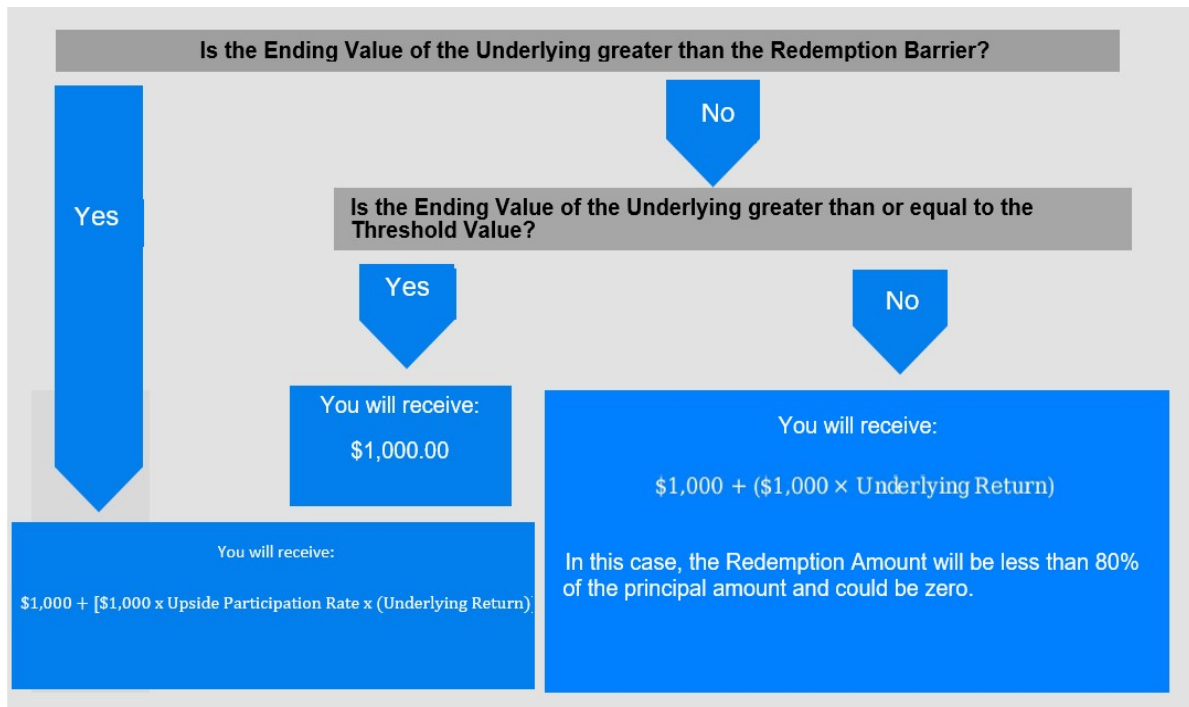 Is the Ending Value of the Underlying greater than the Redemption Barrier?
Yes
No
Is the Ending Value of the Underlying greater than or equal to the
Threshold Value?
Yes
No
You will receive:
$1,000.00
You will receive:
$1,000 + ($1,000 × Underlying Return)
In this case, the Redemption Amount will be less than 80%
of the principal amount and could be zero.
You will receive:
$1,000 + [$1,000 x Upside Participation Rate x (Underlying Return)]